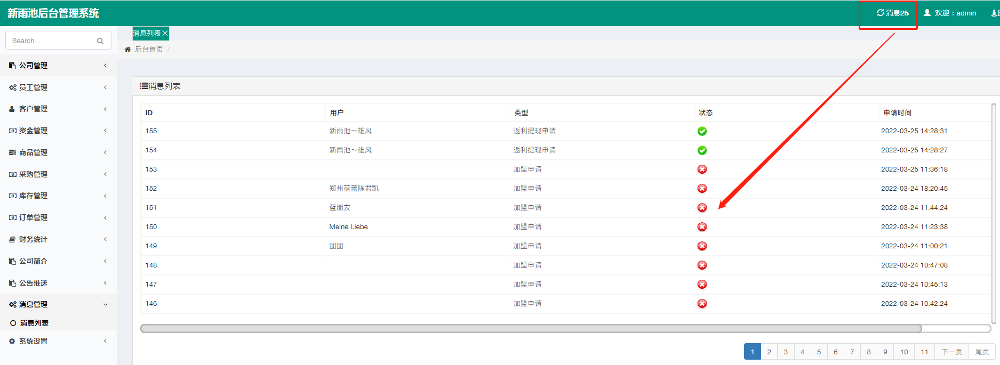 新雨池后台管理系统
消息25
欢迎：admin
Search...
消息列表
后台首页 /
公司管理
员工管理
客户管理
资金管理
商品管理
采购管理
库存管理
订单管理
财务统计
公司简介
公告推送
消息管理
消息列表
系统设置
消息列表
ID 用户 类型 状态 申请时间
155 新雨池～雄风 返利提现申请 2022-03-25 14:28:31
154 新雨池～雄风 返利提现申请 2022-03-25 14:28:27
153 加盟申请 2022-03-25 11:36:18
152 郑州蓓蕾陈君凯 加盟申请 2022-03-24 18:20:45
151 蓝朋友 加盟申请 2022-03-24 11:44:24
150 Meine Liebe 加盟申请 2022-03-24 11:23:38
149 团团 加盟申请 2022-03-24 11:00:21
148 加盟申请 2022-03-24 10:47:08
147 加盟申请 2022-03-24 10:45:13
146 加盟申请 2022-03-24 10:42:24
1 2 3 4 5 6 7 8 9 10 11 下一页 尾页